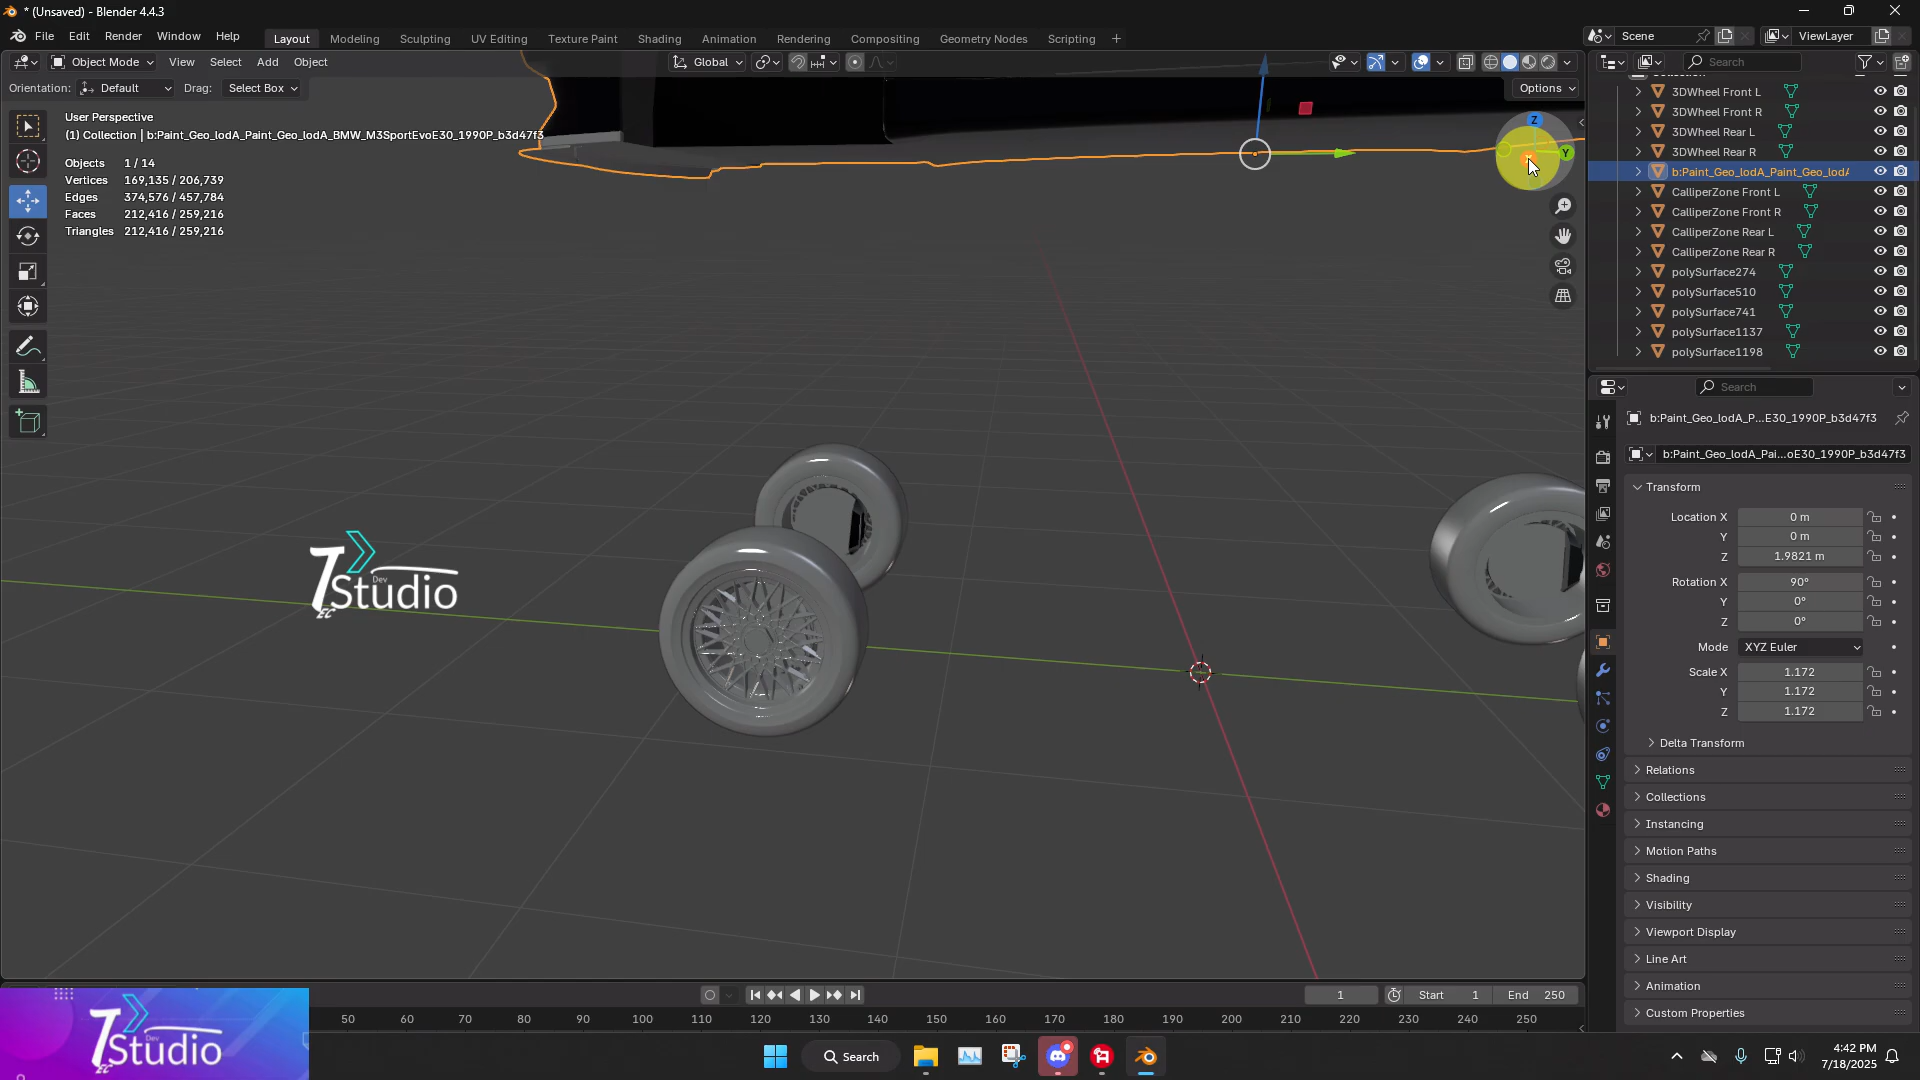 * (Unsaved) - Blender 4.4.3
File Edit Render Window Help Layout Modeling Sculpting UV Editing Texture Paint Shading Animation Rendering Compositing Geometry Nodes Scripting + Scene ViewLayer
Object Mode View Select Add Object Global Search
Orientation: Default Drag: Select Box Options
User Perspective
(1) Collection | b:Paint_Geo_lodA_Paint_Geo_lodA_BMW_M3SportEvoE30_1990P_b3d47f3
Objects 1 / 14
Vertices 169,135 / 206,739
Edges 374,576 / 457,784
Faces 212,416 / 259,216
Triangles 212,416 / 259,216
Z
Y
3DWheel Front L
3DWheel Front R
3DWheel Rear L
3DWheel Rear R
b:Paint_Geo_lodA_Paint_Geo_lodA
CalliperZone Front L
CalliperZone Front R
CalliperZone Rear L
CalliperZone Rear R
polySurface274
polySurface510
polySurface741
polySurface1137
polySurface1198
Search
b:Paint_Geo_lodA_P...E30_1990P_b3d47f3
b:Paint_Geo_lodA_Pai...oE30_1990P_b3d47f3
Transform
Location X 0 m
Y 0 m
Z 1.9821 m
Rotation X 90°
Y 0°
Z 0°
Mode XYZ Euler
Scale X 1.172
Y 1.172
Z 1.172
Delta Transform
Relations
Collections
Instancing
Motion Paths
Shading
Visibility
Viewport Display
Line Art
Animation
Custom Properties
7Studio
Dev
EC
1 Start 1 End 250
50 60 70 80 90 100 110 120 130 140 150 160 170 180 190 200 210 220 230 240 250
7Studio
Dev
EC
Search
4:42 PM
7/18/2025